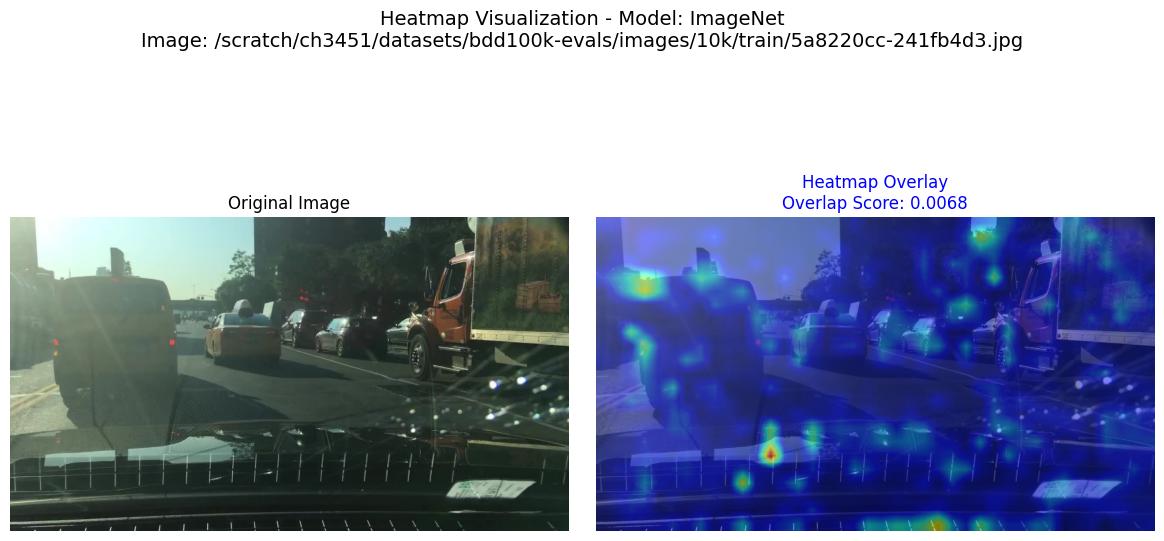 Heatmap Visualization - Model: ImageNet
Image: /scratch/ch3451/datasets/bdd100k-evals/images/10k/train/5a8220cc-241fb4d3.jpg
Original Image
Heatmap Overlay
Overlap Score: 0.0068